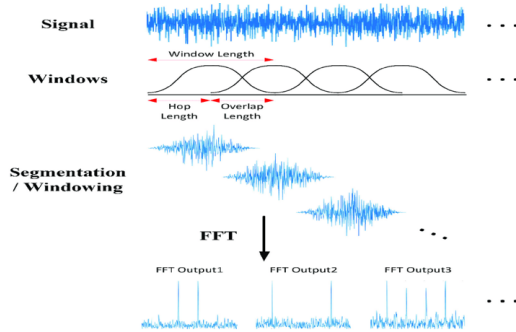 Signal
Window Length
Windows
Hop Length
Overlap Length
Segmentation
/ Windowing
FFT
FFT Output1 FFT Output2 FFT Output3